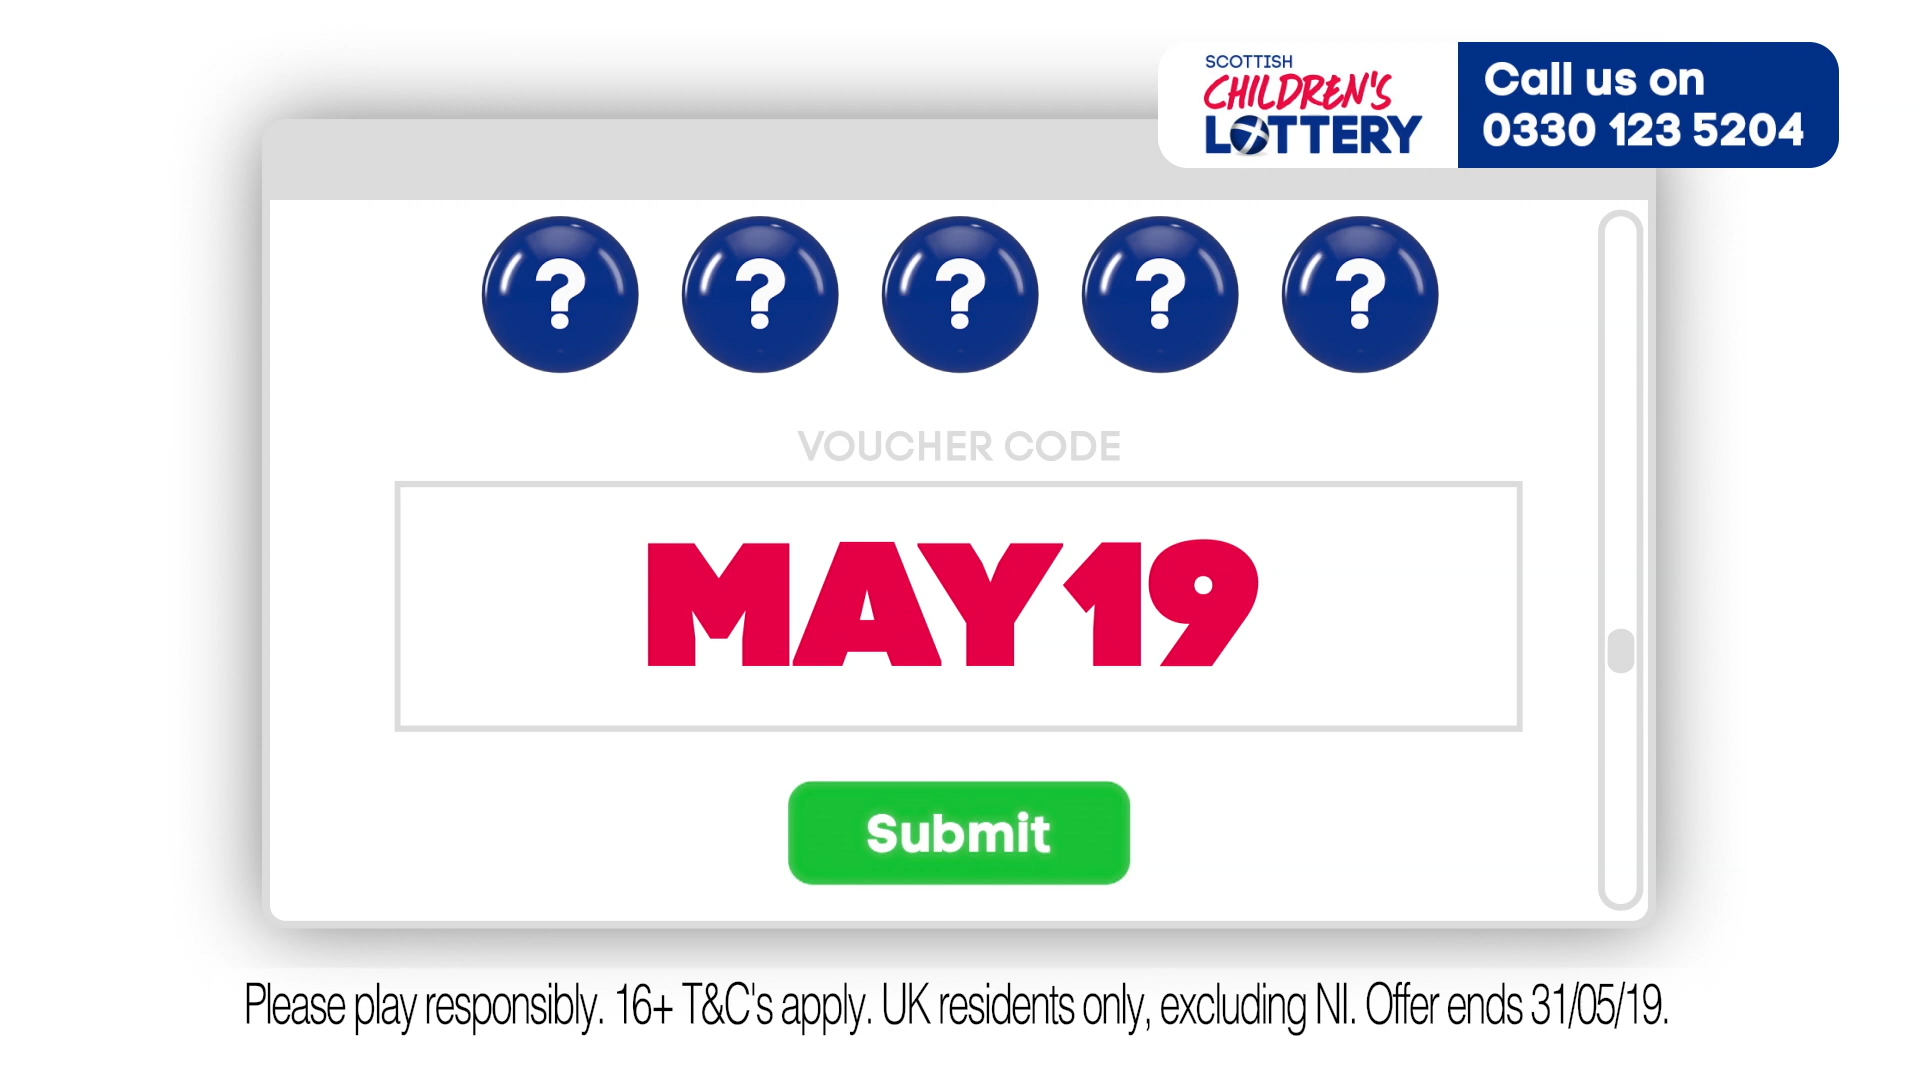 SCOTTISH
CHILDREN'S
LOTTERY
Call us on
0330 123 5204
? ? ? ? ?
VOUCHER CODE
MAY19
Submit
Please play responsibly. 16+ T&C's apply. UK residents only, excluding NI. Offer ends 31/05/19.